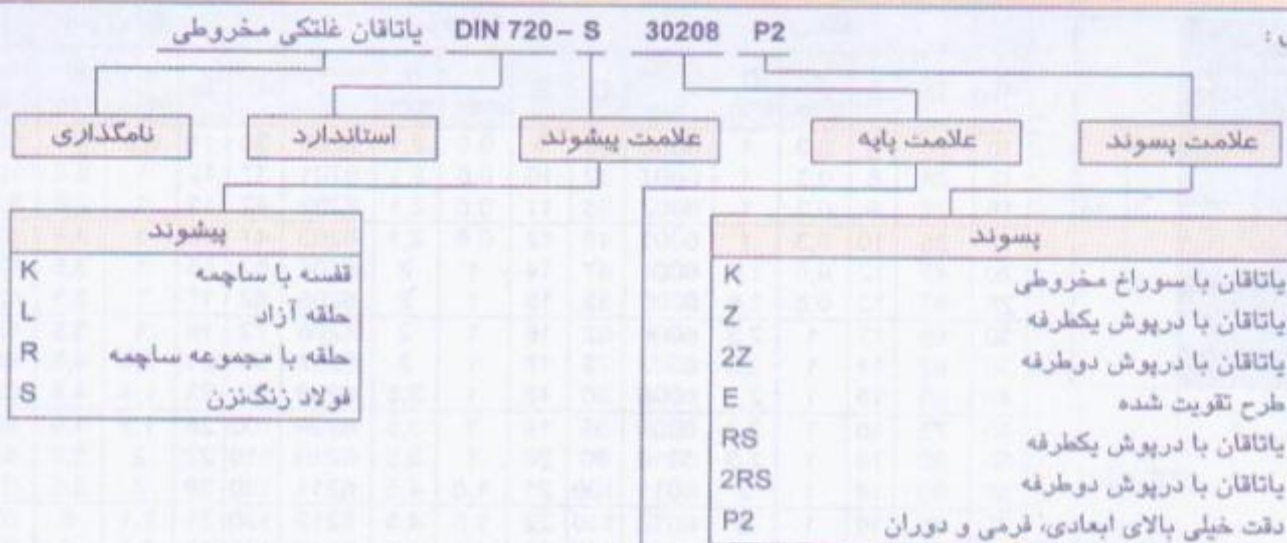 یاتاقان غلتکی مخروطی DIN 720 – S 30208 P2
نامگذاری
استاندارد
علامت پیشوند
علامت پایه
علامت پسوند
پیشوند
K قفسه با ساچمه
L حلقه آزاد
R حلقه با مجموعه ساچمه
S فولاد زنگ‌نزن
پسوند
K یاتاقان با سوراخ مخروطی
Z یاتاقان با درپوش یکطرفه
2Z یاتاقان با درپوش دوطرفه
E طرح تقویت شده
RS یاتاقان با درپوش یکطرفه
2RS یاتاقان با درپوش دوطرفه
P2 دقت خیلی بالای ابعادی، فرمی و دوران